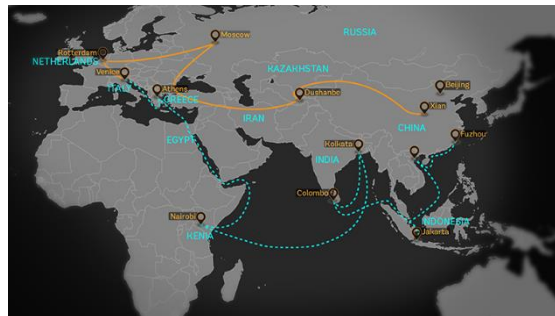 RUSSIA
Moscow
Rotterdam
NETHERLANDS
Venice
ITALY
KAZAKHSTAN
Athens
GREECE
Dushanbe
Beijing
Xian
IRAN
CHINA
EGYPT
Kolkata
Fuzhou
INDIA
Colombo
Nairobi
KENIA
INDONESIA
Jakarta